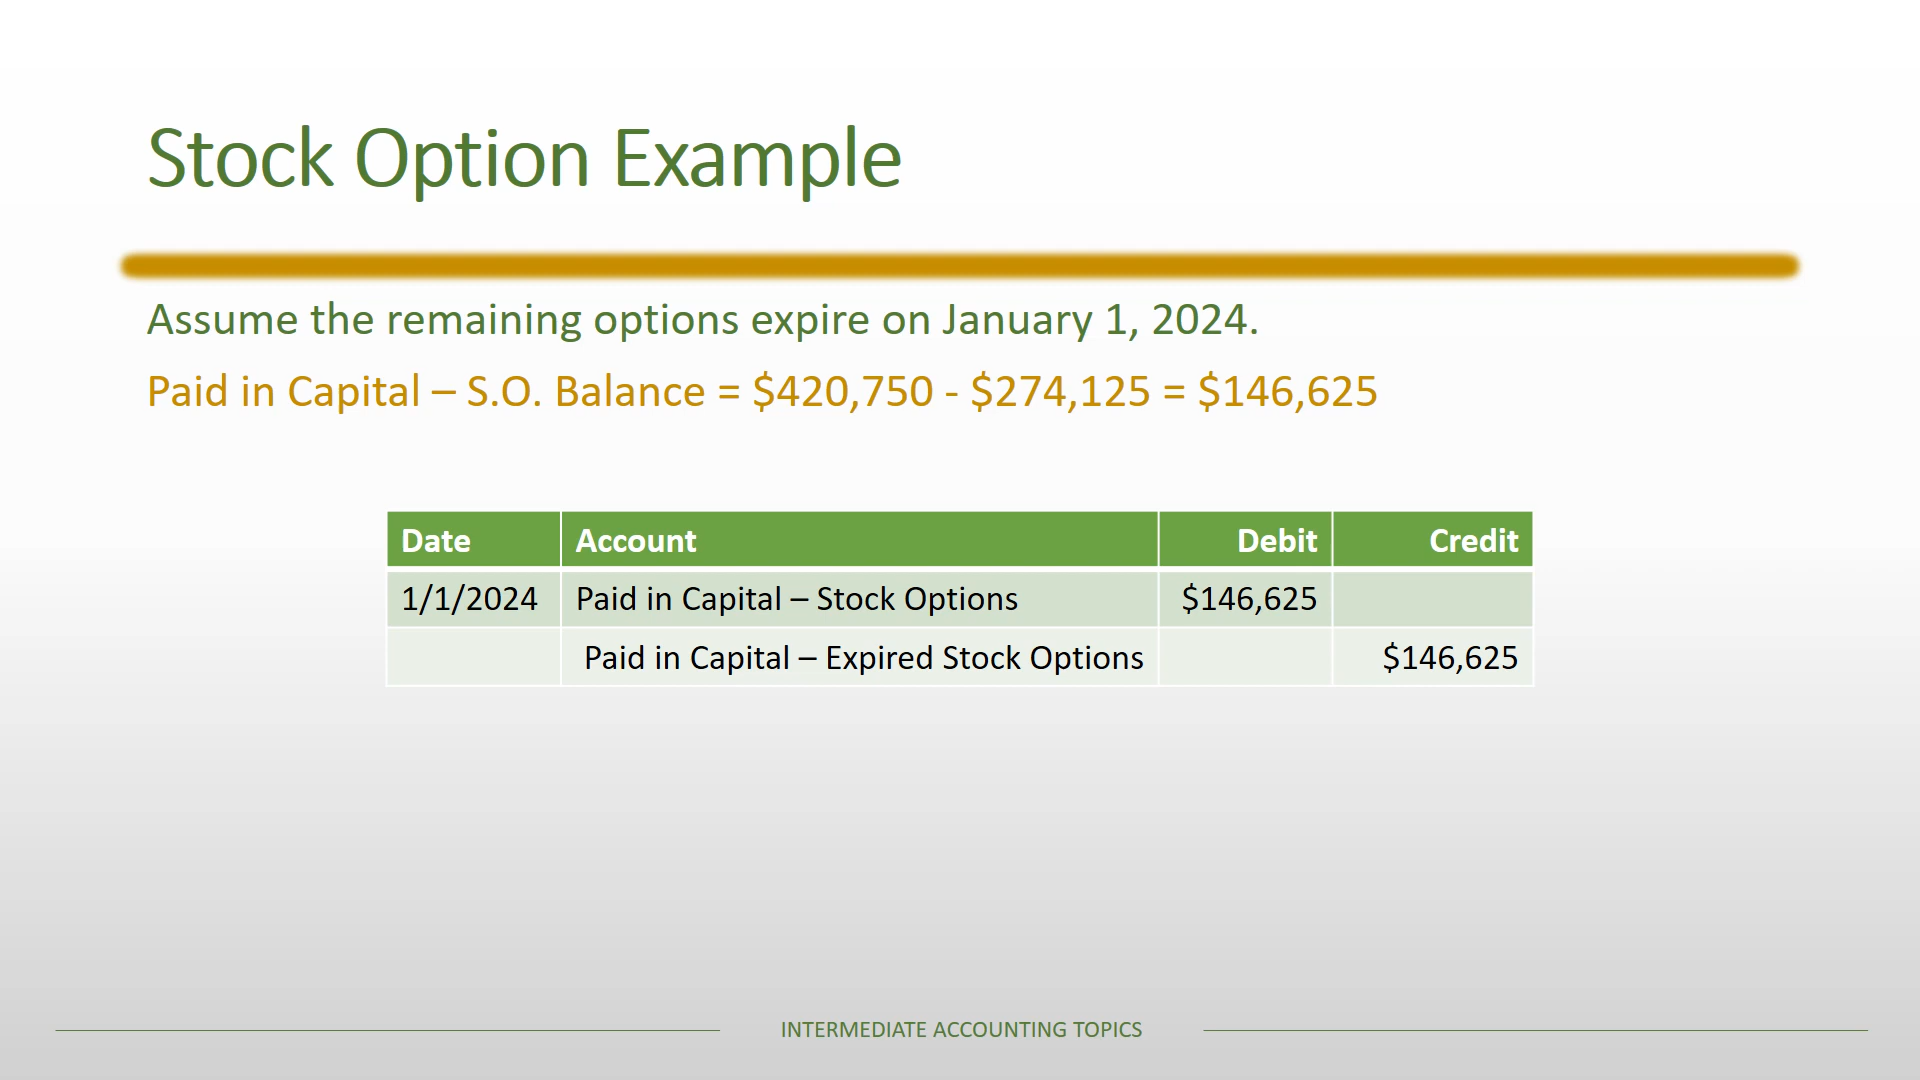 Stock Option Example
Assume the remaining options expire on January 1, 2024.
Paid in Capital – S.O. Balance = $420,750 - $274,125 = $146,625
Date Account Debit Credit
1/1/2024 Paid in Capital – Stock Options $146,625
Paid in Capital – Expired Stock Options $146,625
INTERMEDIATE ACCOUNTING TOPICS